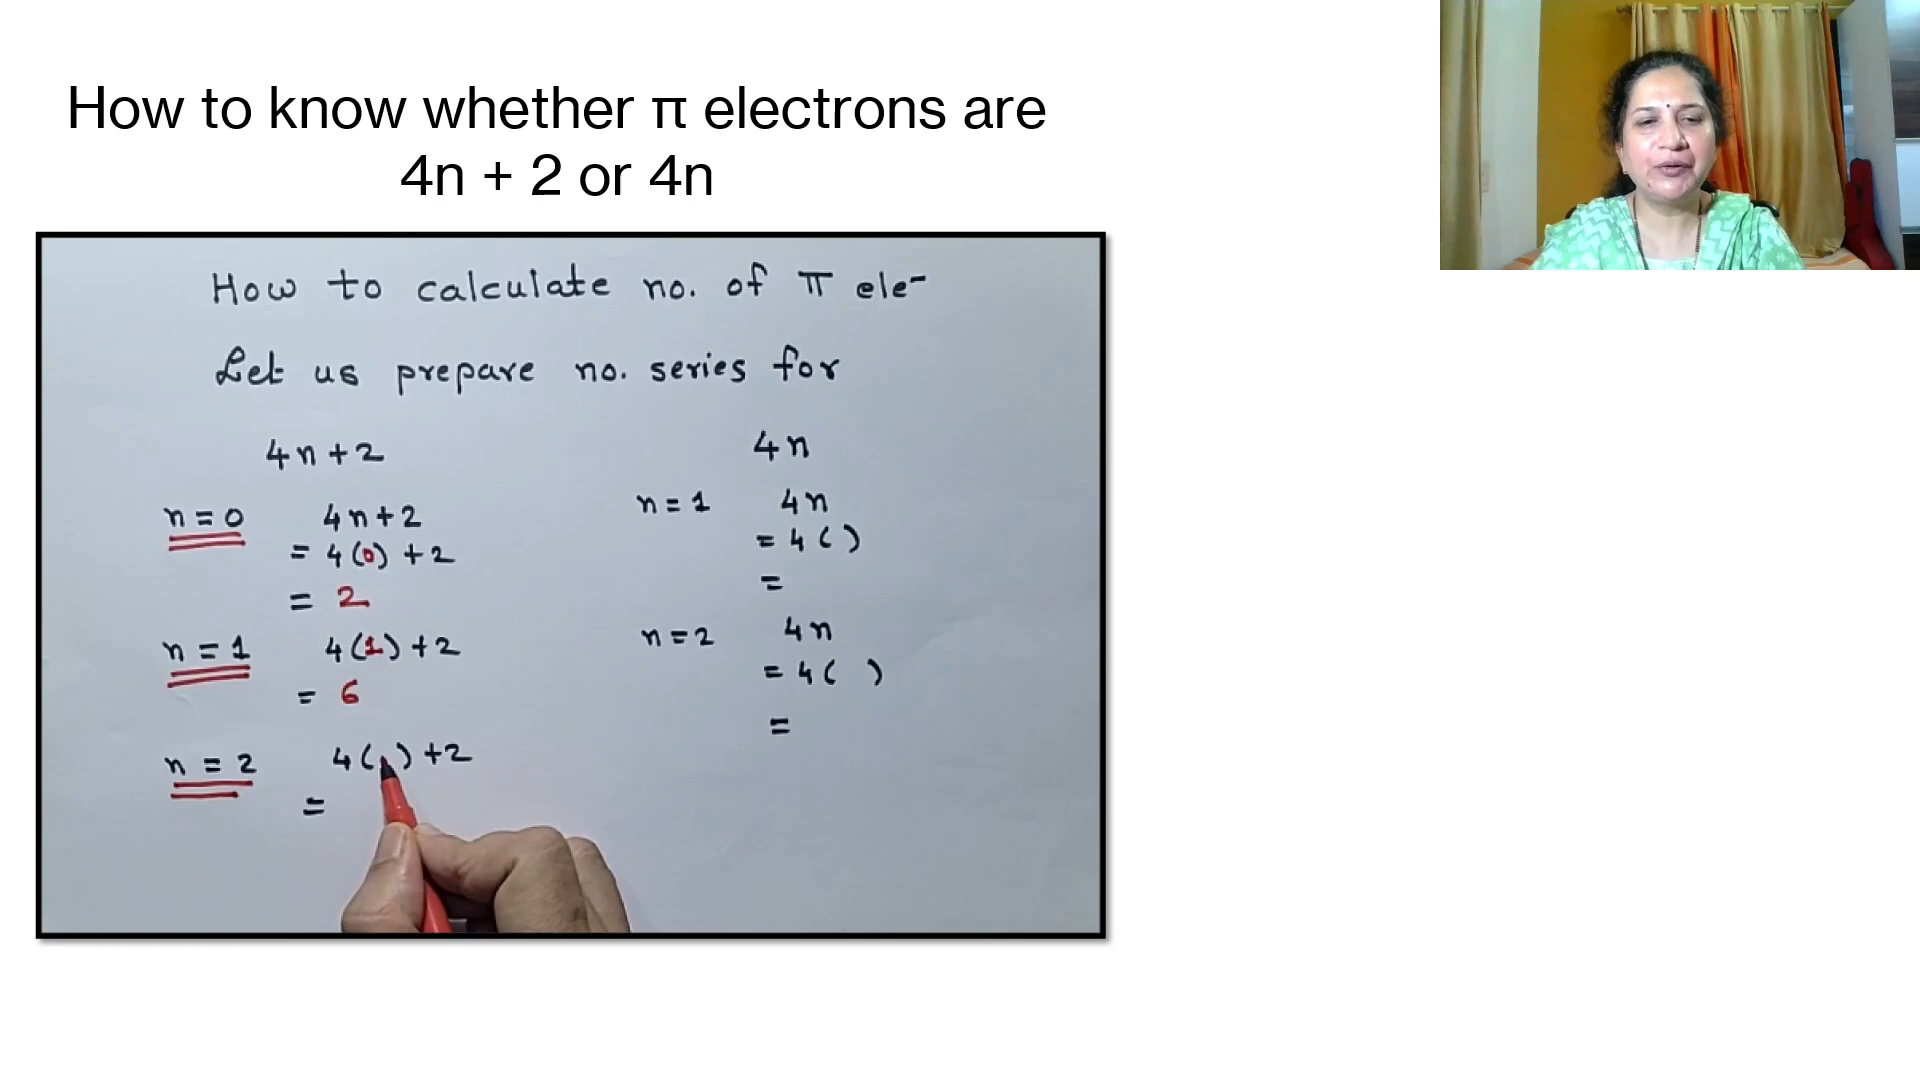 How to know whether π electrons are
4n + 2 or 4n
How to calculate no. of π ele-
Let us prepare no. series for
4n+2
n=0 4n+2
= 4(0) +2
= 2
n=1 4(1)+2
= 6
n=2 4( ) +2
=
4n
n=1 4n
= 4( )
=
n=2 4n
= 4( )
=